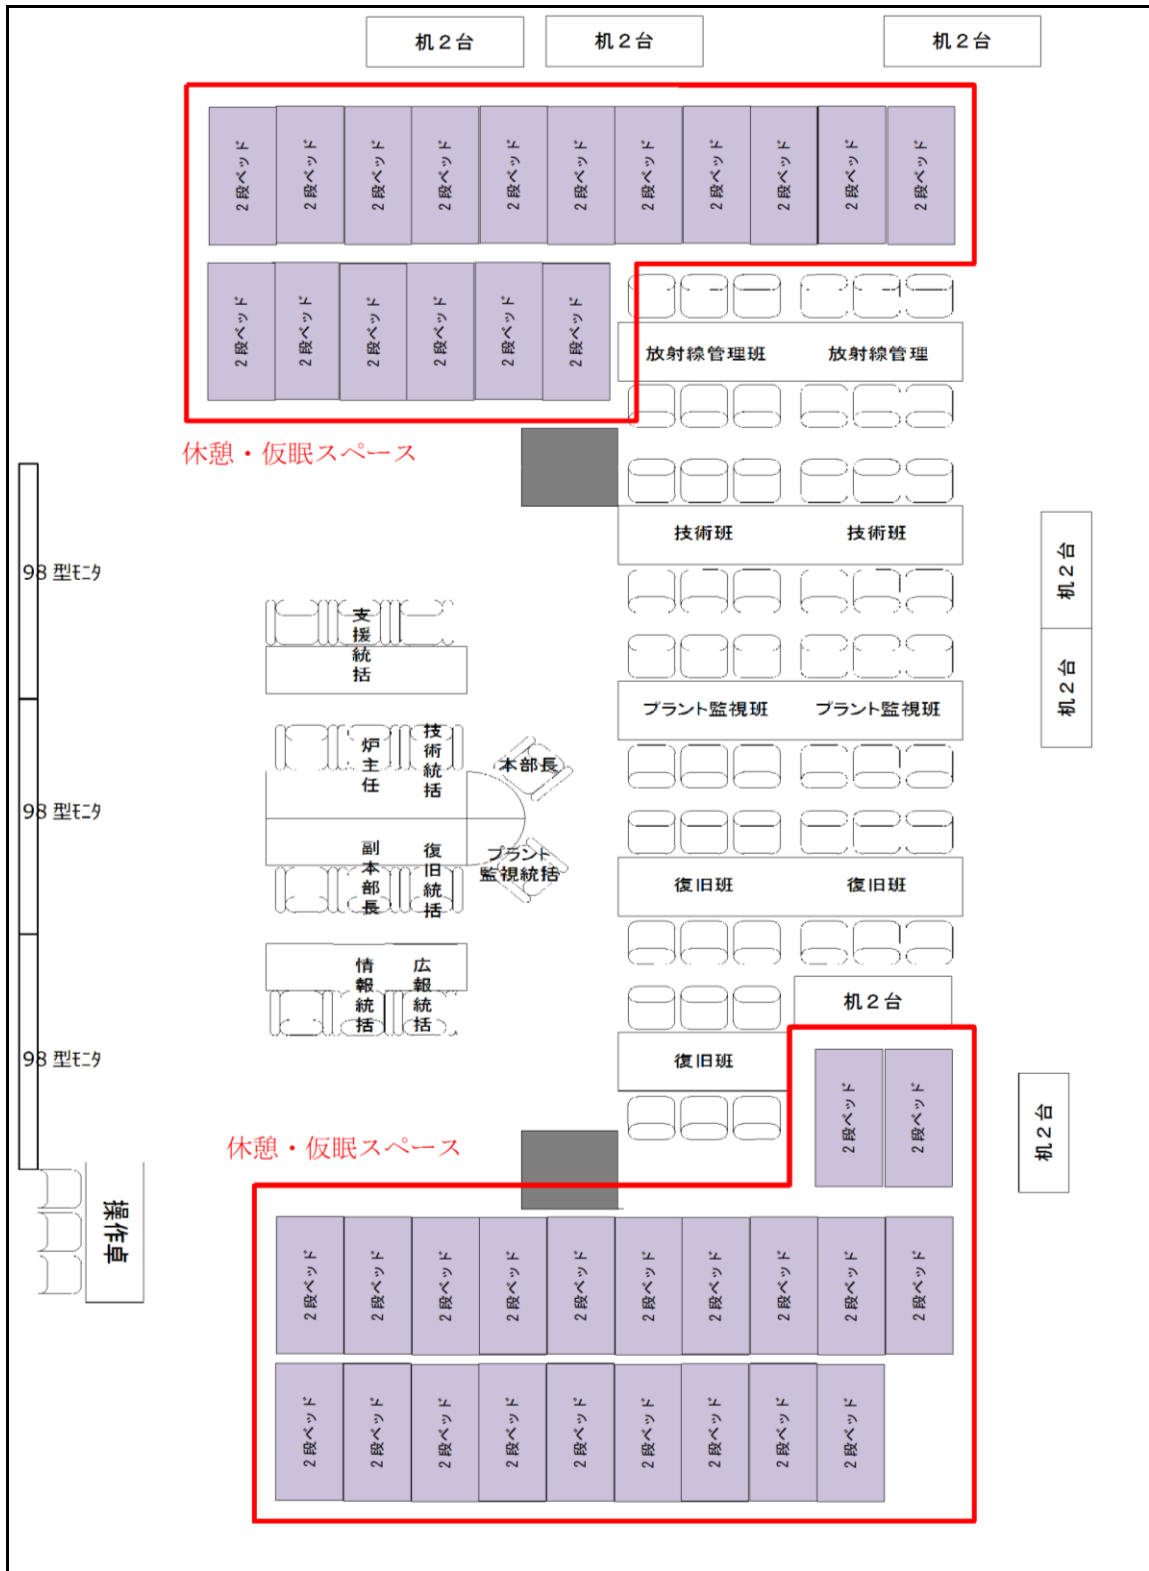 机２台 机２台 机２台
２段ベッド ２段ベッド ２段ベッド ２段ベッド ２段ベッド ２段ベッド ２段ベッド ２段ベッド ２段ベッド ２段ベッド ２段ベッド
２段ベッド ２段ベッド ２段ベッド ２段ベッド ２段ベッド ２段ベッド
放射線管理班 放射線管理
休憩・仮眠スペース
技術班 技術班
机２台
98 型ﾓﾆﾀ
支援統括
机２台
プラント監視班 プラント監視班
炉主任
技術統括
本部長
98 型ﾓﾆﾀ
副本部長
復旧統括
プラント
監視統括
復旧班 復旧班
情報統括
広報統括
机２台
98 型ﾓﾆﾀ
復旧班
２段ベッド ２段ベッド
机２台
休憩・仮眠スペース
操作卓
２段ベッド ２段ベッド ２段ベッド ２段ベッド ２段ベッド ２段ベッド ２段ベッド ２段ベッド ２段ベッド ２段ベッド
２段ベッド ２段ベッド ２段ベッド ２段ベッド ２段ベッド ２段ベッド ２段ベッド ２段ベッド ２段ベッド